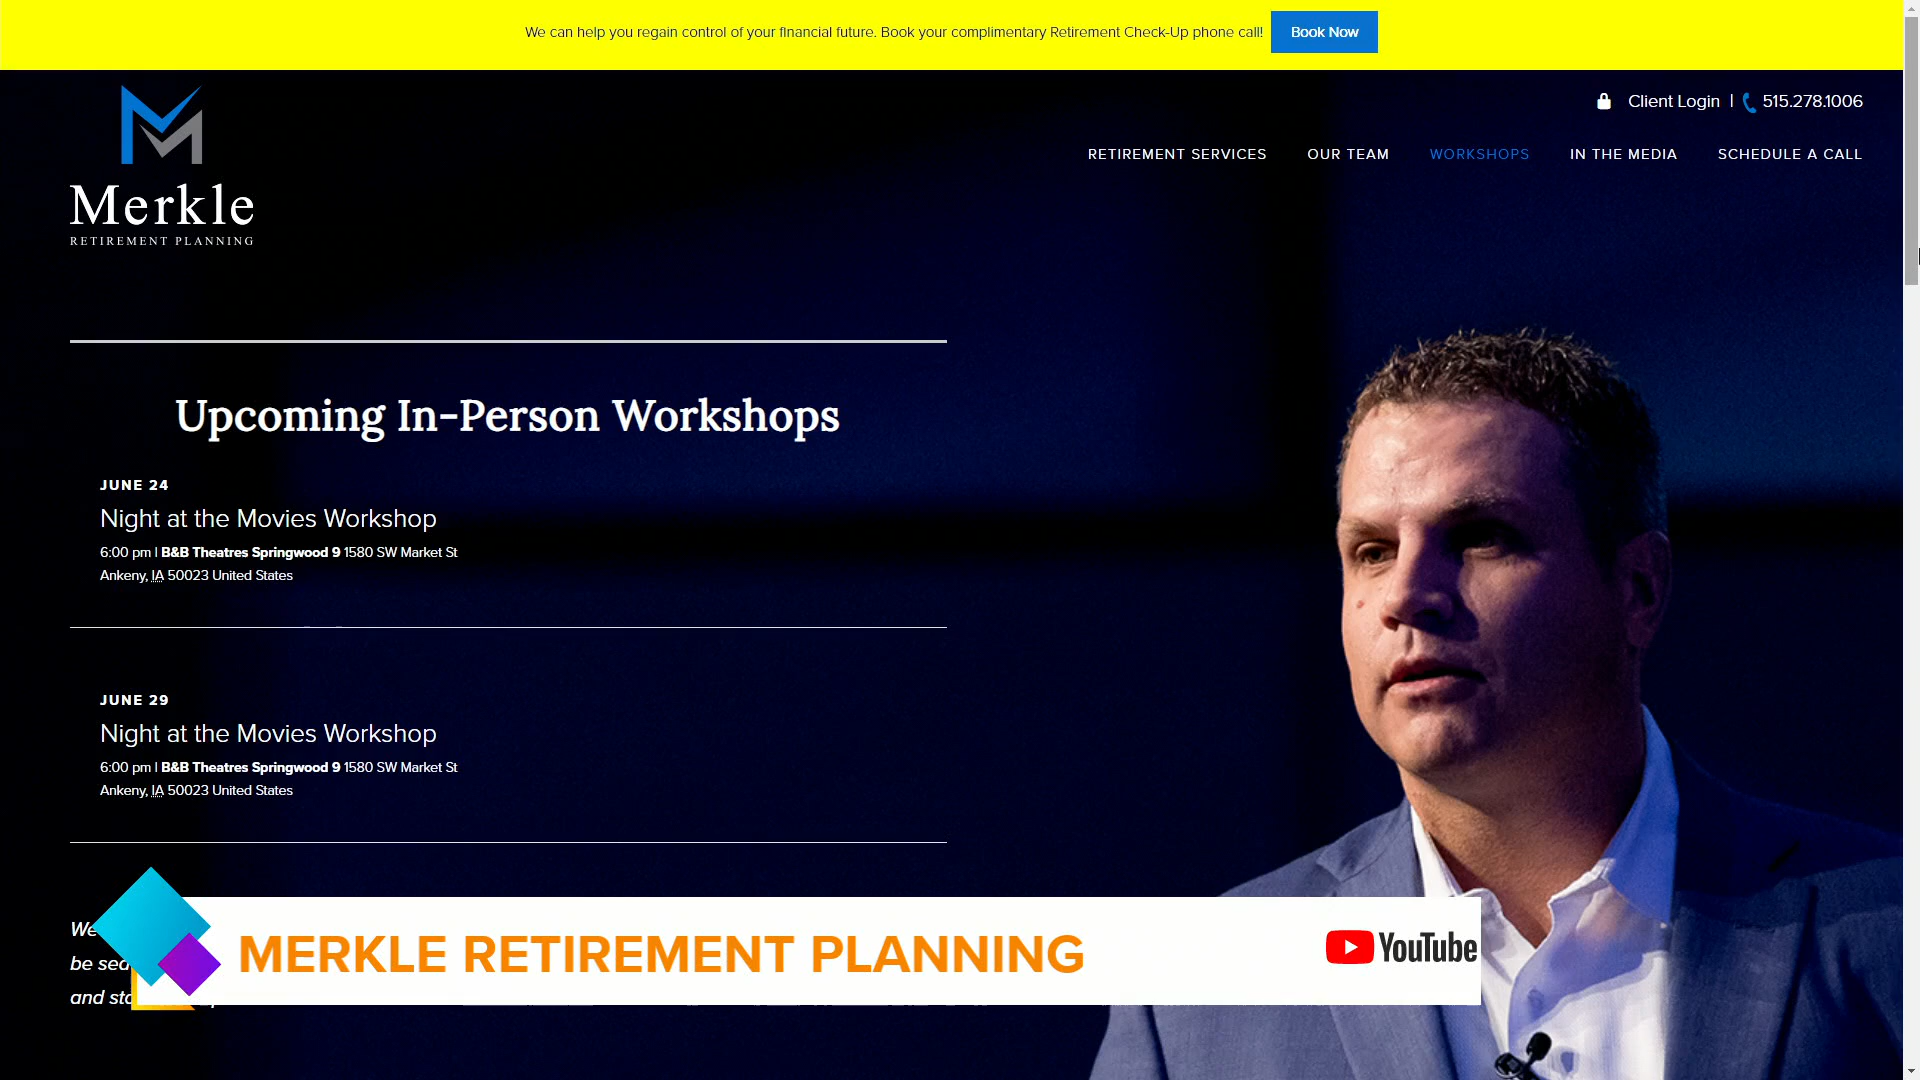 We can help you regain control of your financial future. Book your complimentary Retirement Check-Up phone call! Book Now
Client Login | 515.278.1006
RETIREMENT SERVICES OUR TEAM WORKSHOPS IN THE MEDIA SCHEDULE A CALL
Merkle
RETIREMENT PLANNING
Upcoming In-Person Workshops
JUNE 24
Night at the Movies Workshop
6:00 pm | B&B Theatres Springwood 9 1580 SW Market St
Ankeny, IA 50023 United States
JUNE 29
Night at the Movies Workshop
6:00 pm | B&B Theatres Springwood 9 1580 SW Market St
Ankeny, IA 50023 United States
We
be
and
MERKLE RETIREMENT PLANNING
YouTube